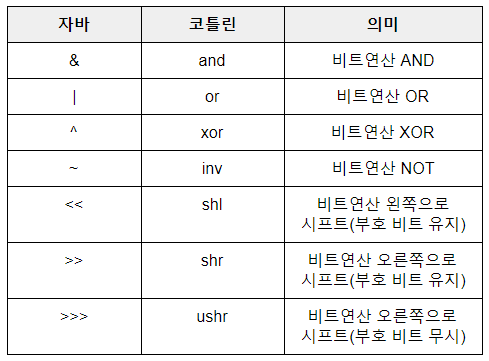 자바 코틀린 의미
& and 비트연산 AND
| or 비트연산 OR
^ xor 비트연산 XOR
~ inv 비트연산 NOT
<< shl 비트연산 왼쪽으로
시프트(부호 비트 유지)
>> shr 비트연산 오른쪽으로
시프트(부호 비트 유지)
>>> ushr 비트연산 오른쪽으로
시프트(부호 비트 무시)